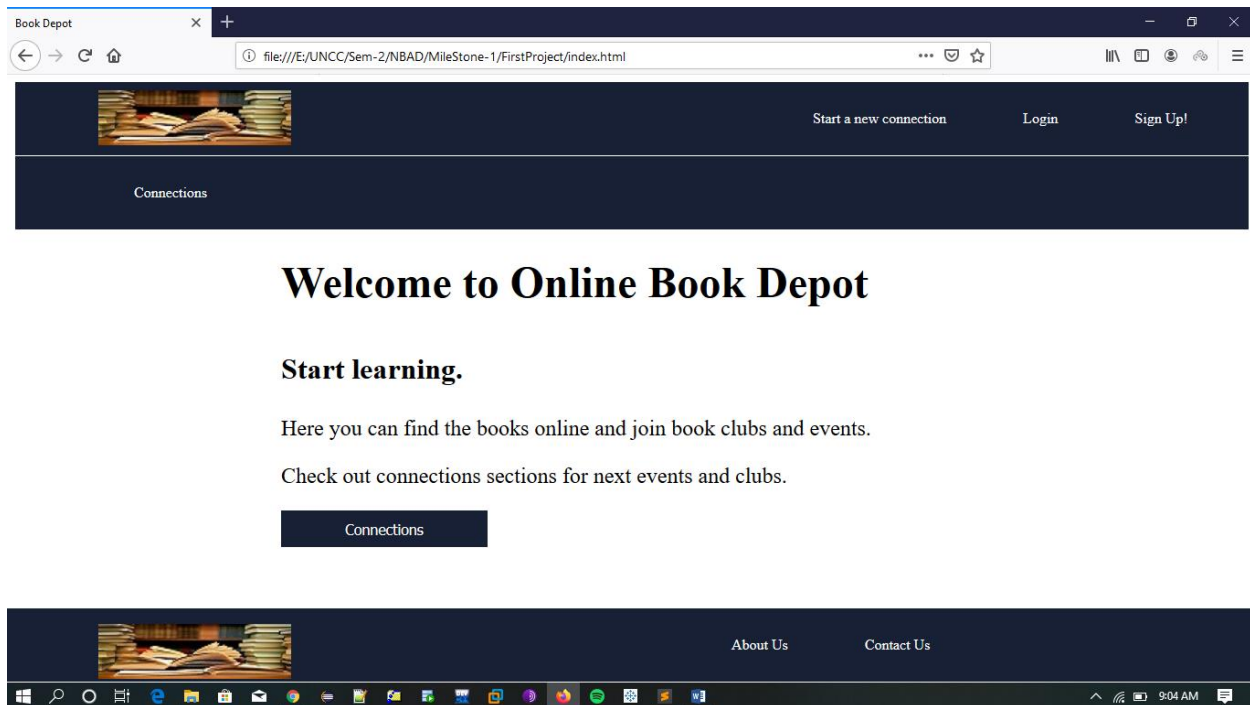 Book Depot
file:///E:/UNCC/Sem-2/NBAD/MileStone-1/FirstProject/index.html
Start a new connection Login Sign Up!
Connections
Welcome to Online Book Depot
Start learning.
Here you can find the books online and join book clubs and events.
Check out connections sections for next events and clubs.
Connections
About Us Contact Us
9:04 AM